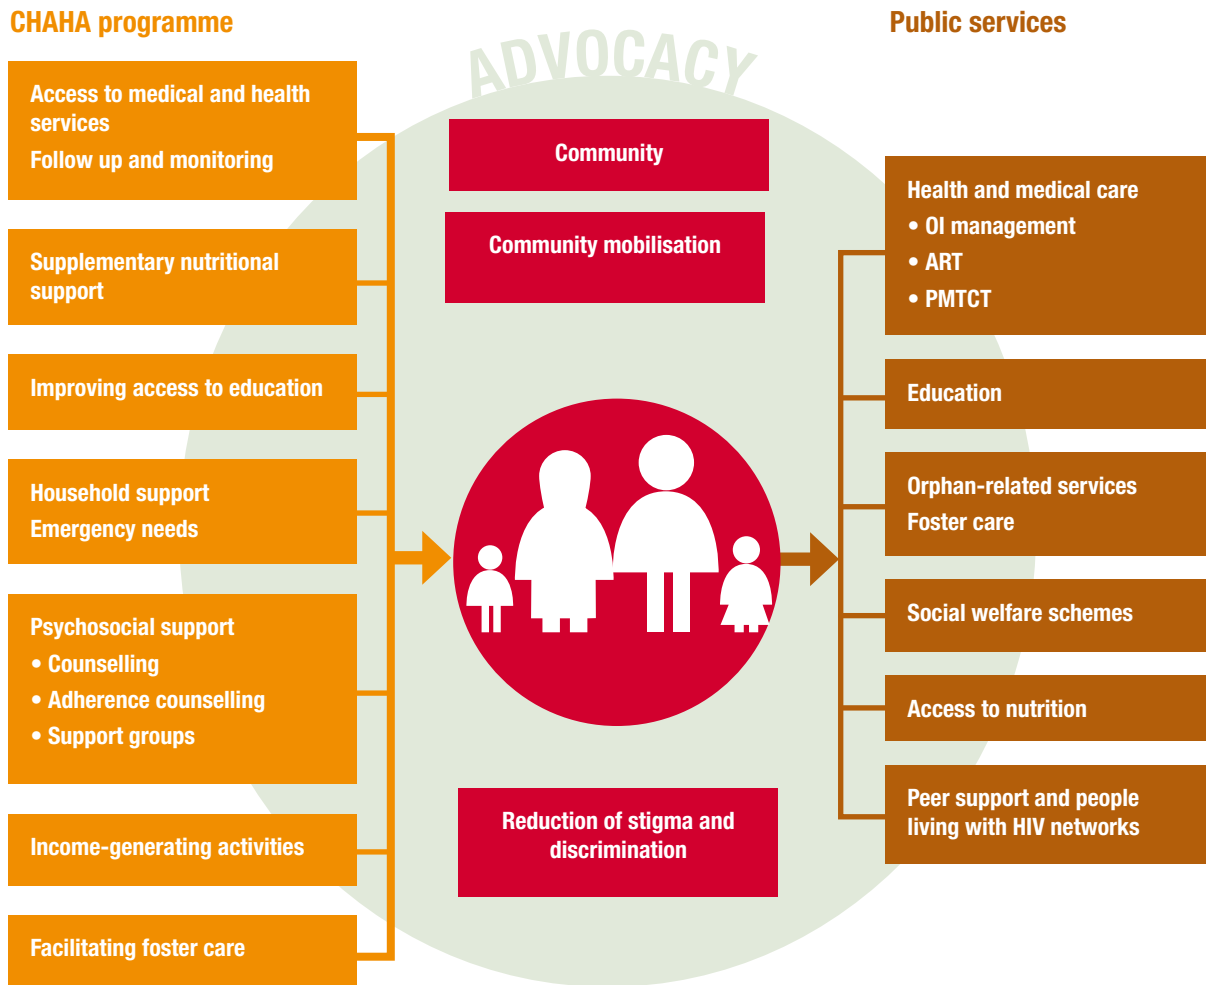 CHAHA programme
Access to medical and health
services
Follow up and monitoring
Supplementary nutritional
support
Improving access to education
Household support
Emergency needs
Psychosocial support
• Counselling
• Adherence counselling
• Support groups
Income-generating activities
Facilitating foster care
ADVOCACY
Community
Community mobilisation
Reduction of stigma and
discrimination
Public services
Health and medical care
• OI management
• ART
• PMTCT
Education
Orphan-related services
Foster care
Social welfare schemes
Access to nutrition
Peer support and people
living with HIV networks